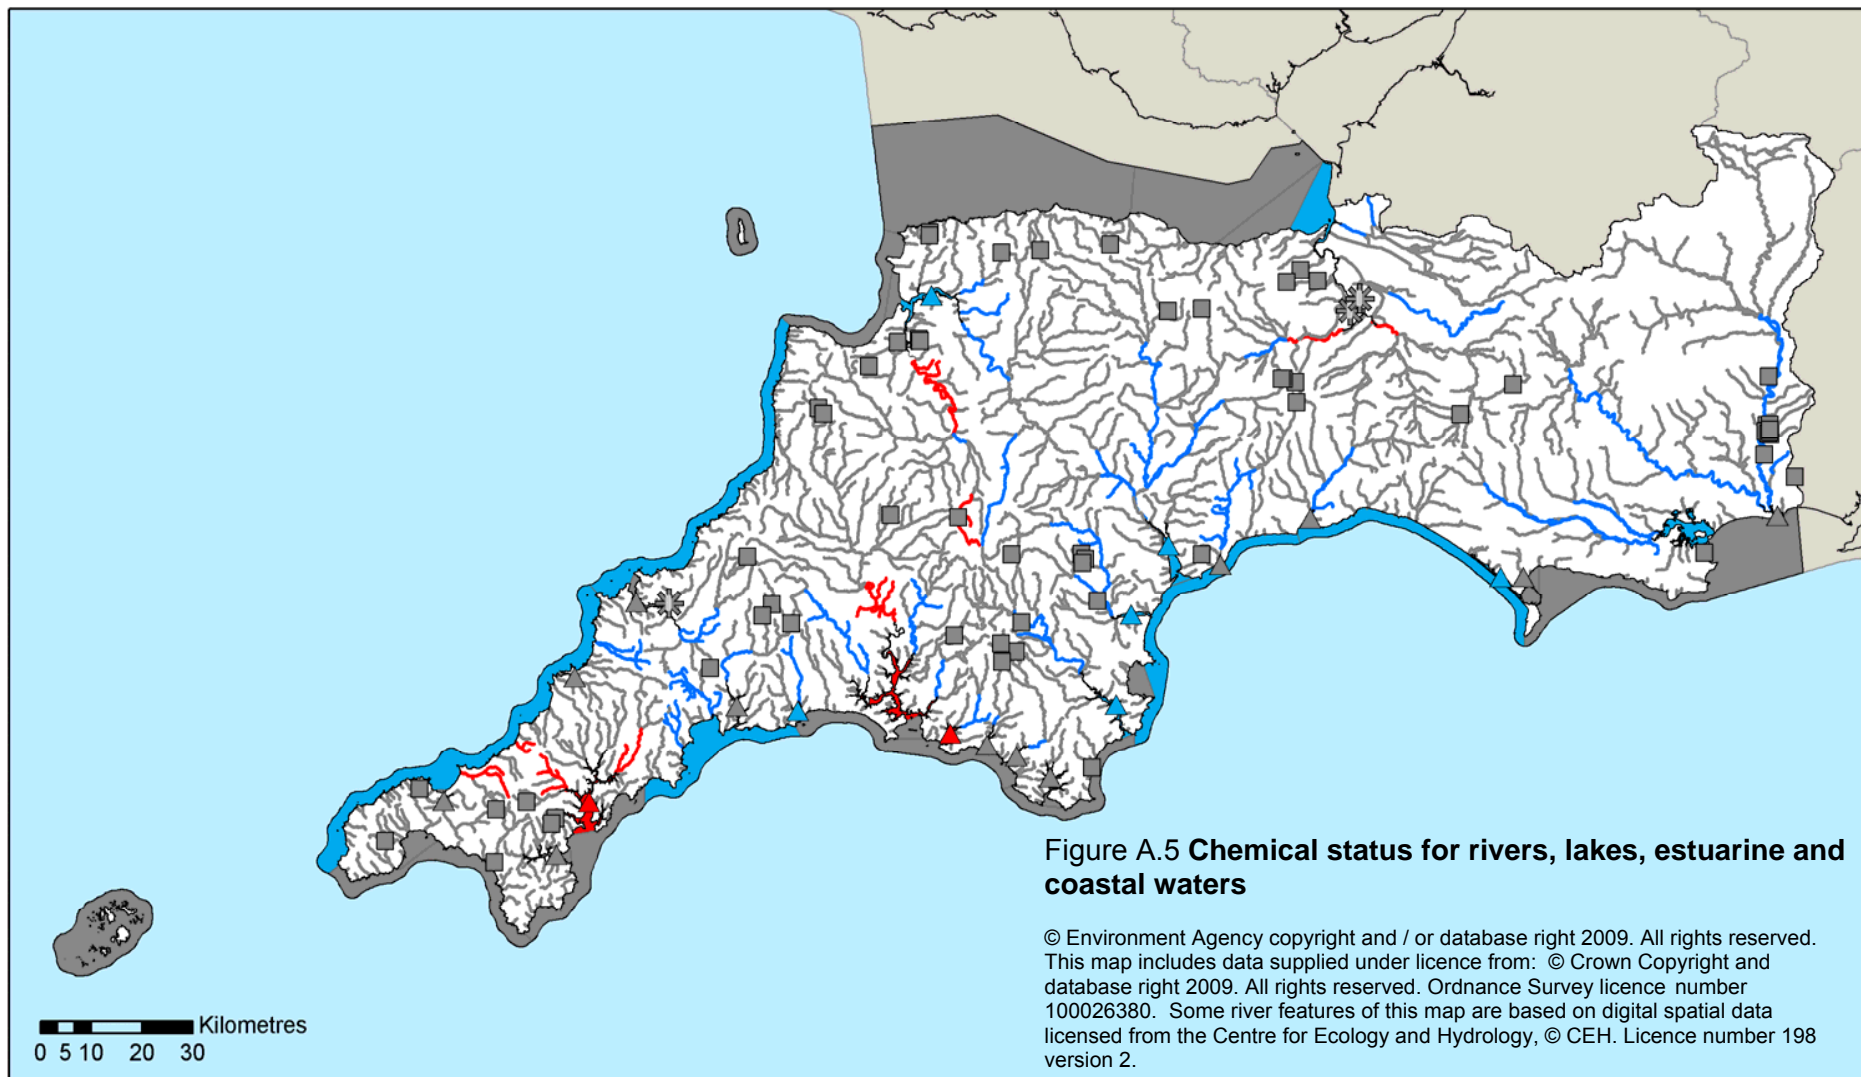 Figure A.5 Chemical status for rivers, lakes, estuarine and
coastal waters
© Environment Agency copyright and / or database right 2009. All rights reserved.
This map includes data supplied under licence from: © Crown Copyright and
database right 2009. All rights reserved. Ordnance Survey licence number
100026380. Some river features of this map are based on digital spatial data
licensed from the Centre for Ecology and Hydrology, © CEH. Licence number 198
version 2.
Kilometres
0 5 10 20 30